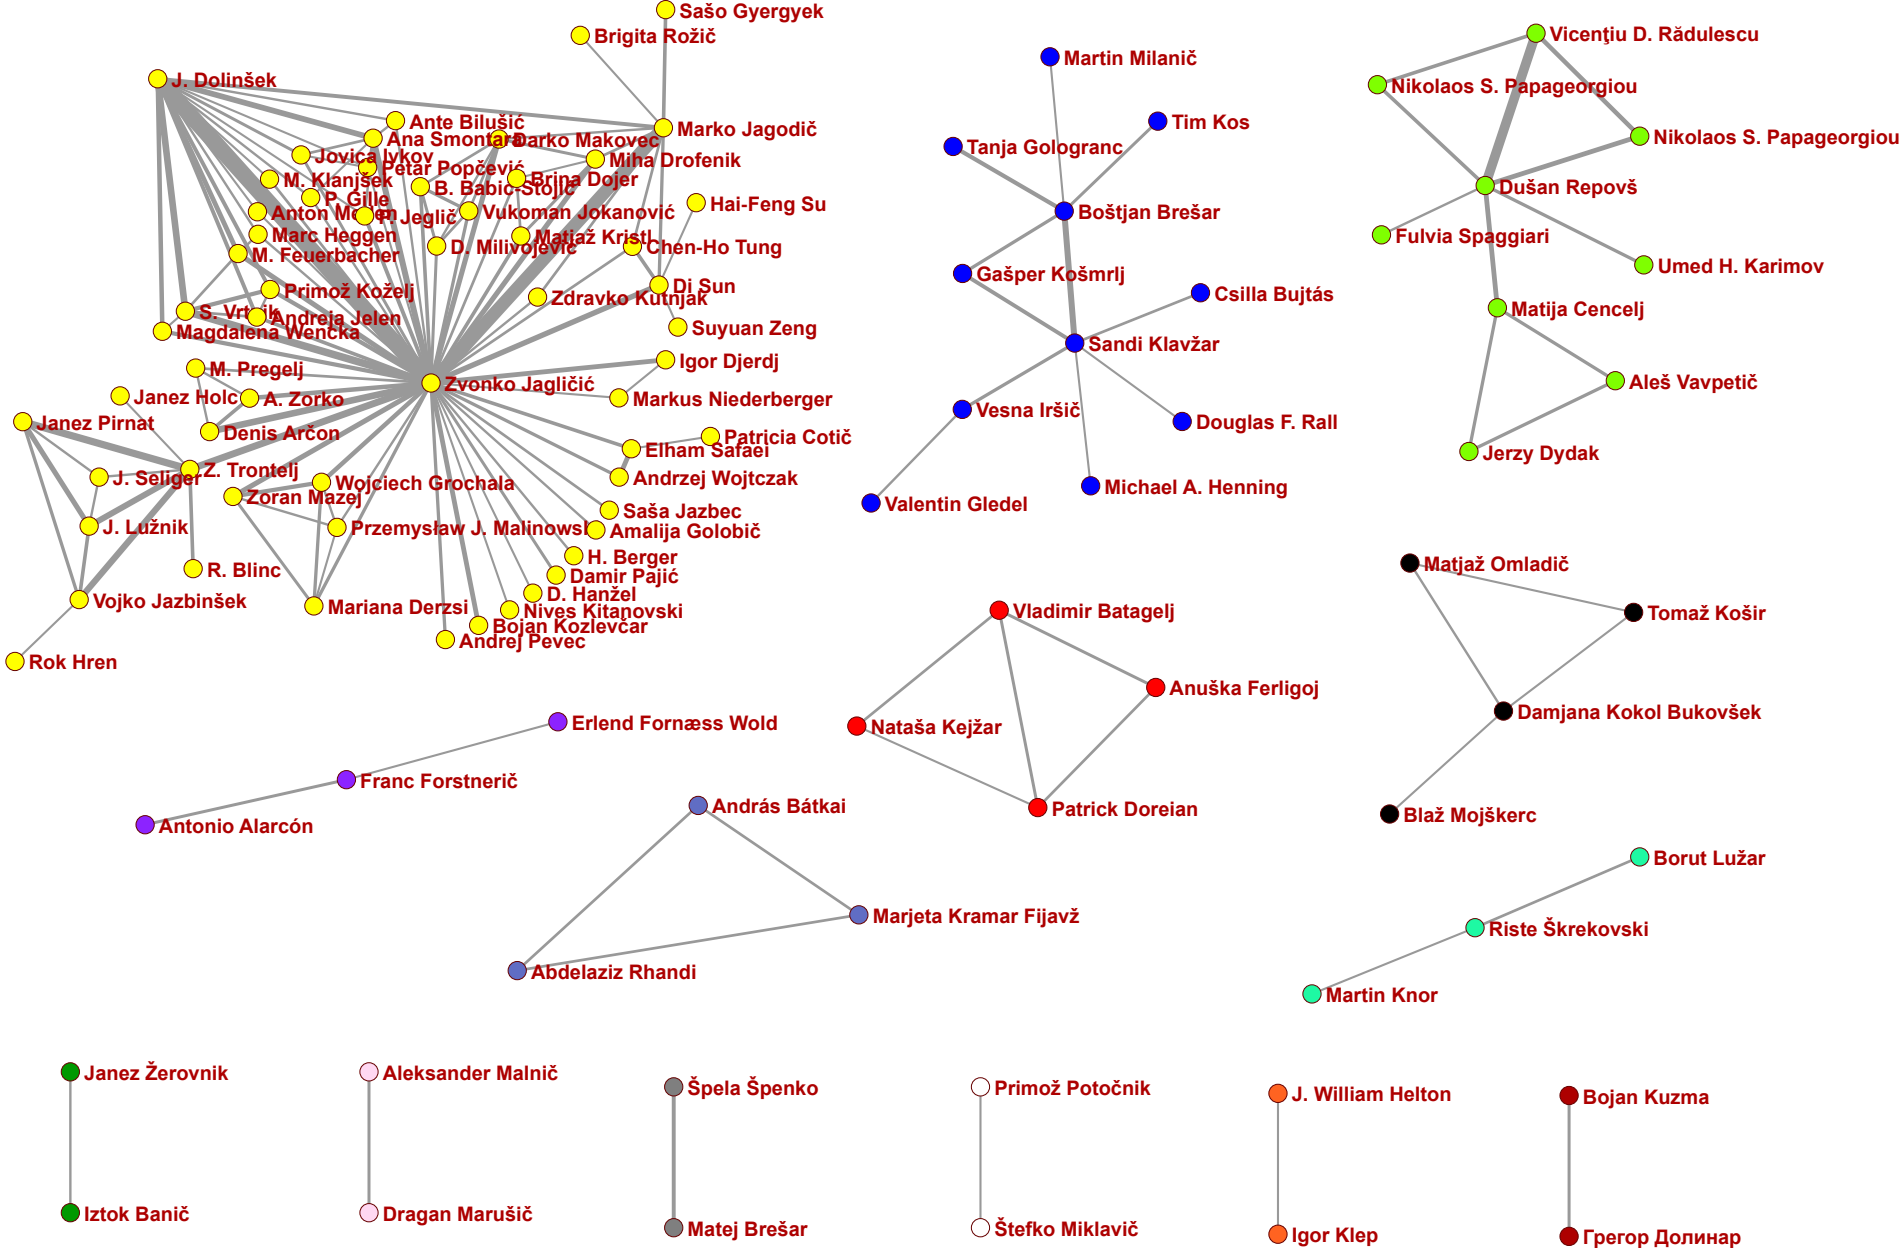 Sašo Gyergyek
Brigita Rožič
J. Dolinšek
Ante Bilušić
Marko Jagodič
Ana Smontara
Darko Makovec
Jovica Ivkov
Miha Drofenik
Petar Popčević
M. Klanjšek
Brina Dojer
B. Babić-Stojić
P. Gille
Hai-Feng Su
Anton Meden
P. Jeglič
Vukoman Jokanović
Marc Heggen
Matjaž Kristl
D. Milivojević
Chen-Ho Tung
M. Feuerbacher
Di Sun
Primož Koželj
Zdravko Kutnjak
S. Vrtnik
Andreja Jelen
Suyuan Zeng
Magdalena Wencka
Igor Djerdj
M. Pregelj
Zvonko Jagličić
Janez Holc
A. Zorko
Markus Niederberger
Janez Pirnat
Denis Arčon
Patricia Cotič
Elham Safaei
Z. Trontelj
J. Seliger
Andrzej Wojtczak
Wojciech Grochala
Zoran Mazej
Saša Jazbec
J. Lužnik
Przemysław J. Malinowski
Amalija Golobič
H. Berger
R. Blinc
Damir Pajić
D. Hanžel
Vojko Jazbinšek
Mariana Derzsi
Nives Kitanovski
Bojan Kozlevčar
Andrej Pevec
Rok Hren
Martin Milanič
Tim Kos
Tanja Gologranc
Boštjan Brešar
Gašper Košmrlj
Csilla Bujtás
Sandi Klavžar
Vesna Iršič
Douglas F. Rall
Michael A. Henning
Valentin Gledel
Vicenţiu D. Rădulescu
Nikolaos S. Papageorgiou
Nikolaos S. Papageorgiou
Dušan Repovš
Fulvia Spaggiari
Umed H. Karimov
Matija Cencelj
Aleš Vavpetič
Jerzy Dydak
Matjaž Omladič
Tomaž Košir
Damjana Kokol Bukovšek
Blaž Mojškerc
Vladimir Batagelj
Anuška Ferligoj
Nataša Kejžar
Patrick Doreian
Erlend Fornæss Wold
Franc Forstnerič
Antonio Alarcón
András Bátkai
Marjeta Kramar Fijavž
Abdelaziz Rhandi
Borut Lužar
Riste Škrekovski
Martin Knor
Janez Žerovnik
Aleksander Malnič
Špela Špenko
Primož Potočnik
J. William Helton
Bojan Kuzma
Iztok Banič
Dragan Marušič
Matej Brešar
Štefko Miklavič
Igor Klep
Грегор Долинар